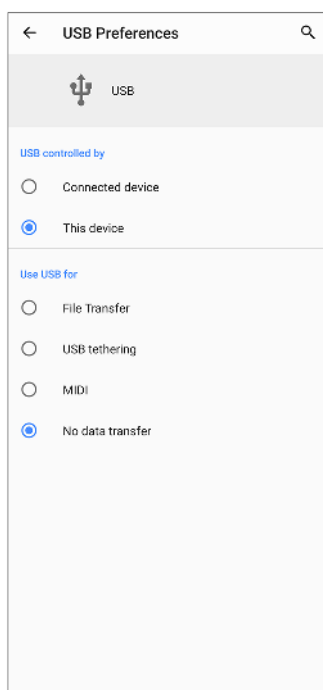 USB Preferences
USB
USB controlled by
Connected device
This device
Use USB for
File Transfer
USB tethering
MIDI
No data transfer